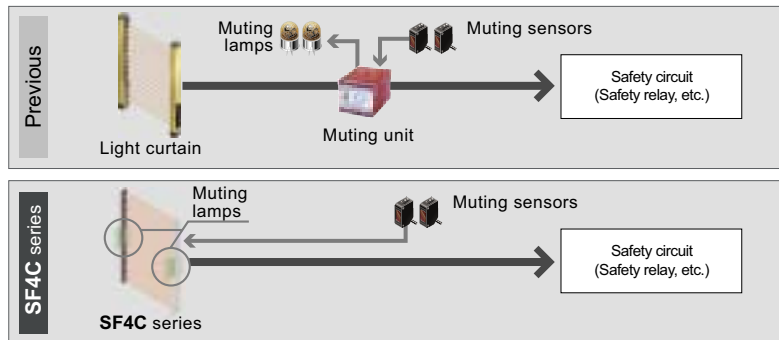 Previous
Muting
lamps
Muting sensors
Safety circuit
(Safety relay, etc.)
Muting unit
Light curtain
SF4C series
Muting
lamps
Muting sensors
Safety circuit
(Safety relay, etc.)
SF4C series